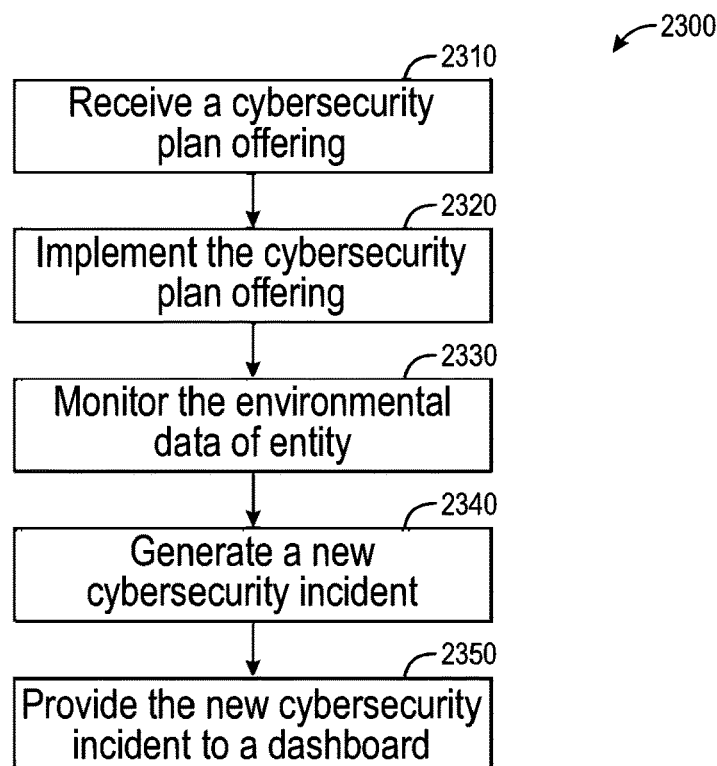 2300
2310
Receive a cybersecurity
plan offering
2320
Implement the cybersecurity
plan offering
2330
Monitor the environmental
data of entity
2340
Generate a new
cybersecurity incident
2350
Provide the new cybersecurity
incident to a dashboard